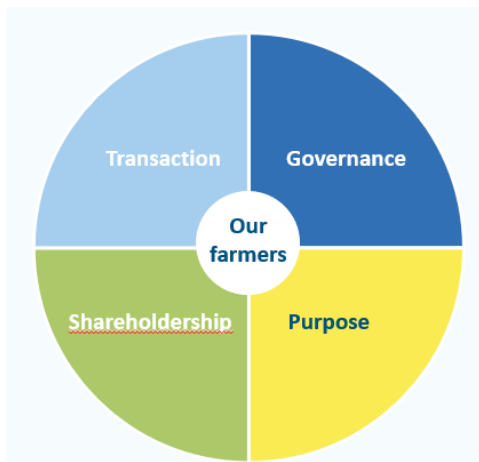 Transaction
Governance
Our
farmers
Shareholdership
Purpose